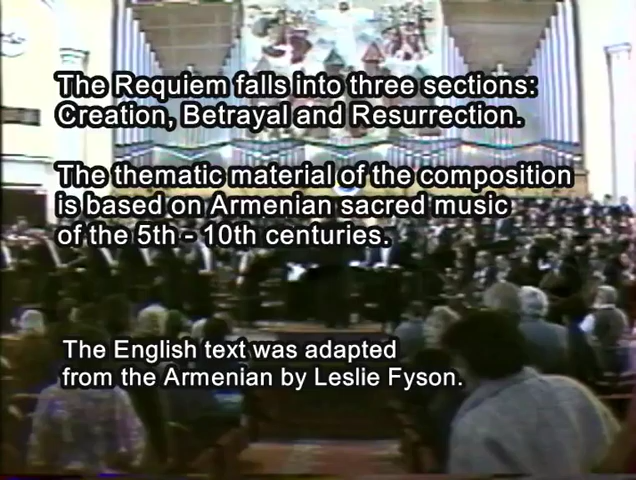 The Requiem falls into three sections:
Creation, Betrayal and Resurrection.
The thematic material of the composition
is based on Armenian sacred music
of the 5th - 10th centuries.
The English text was adapted
from the Armenian by Leslie Fyson.